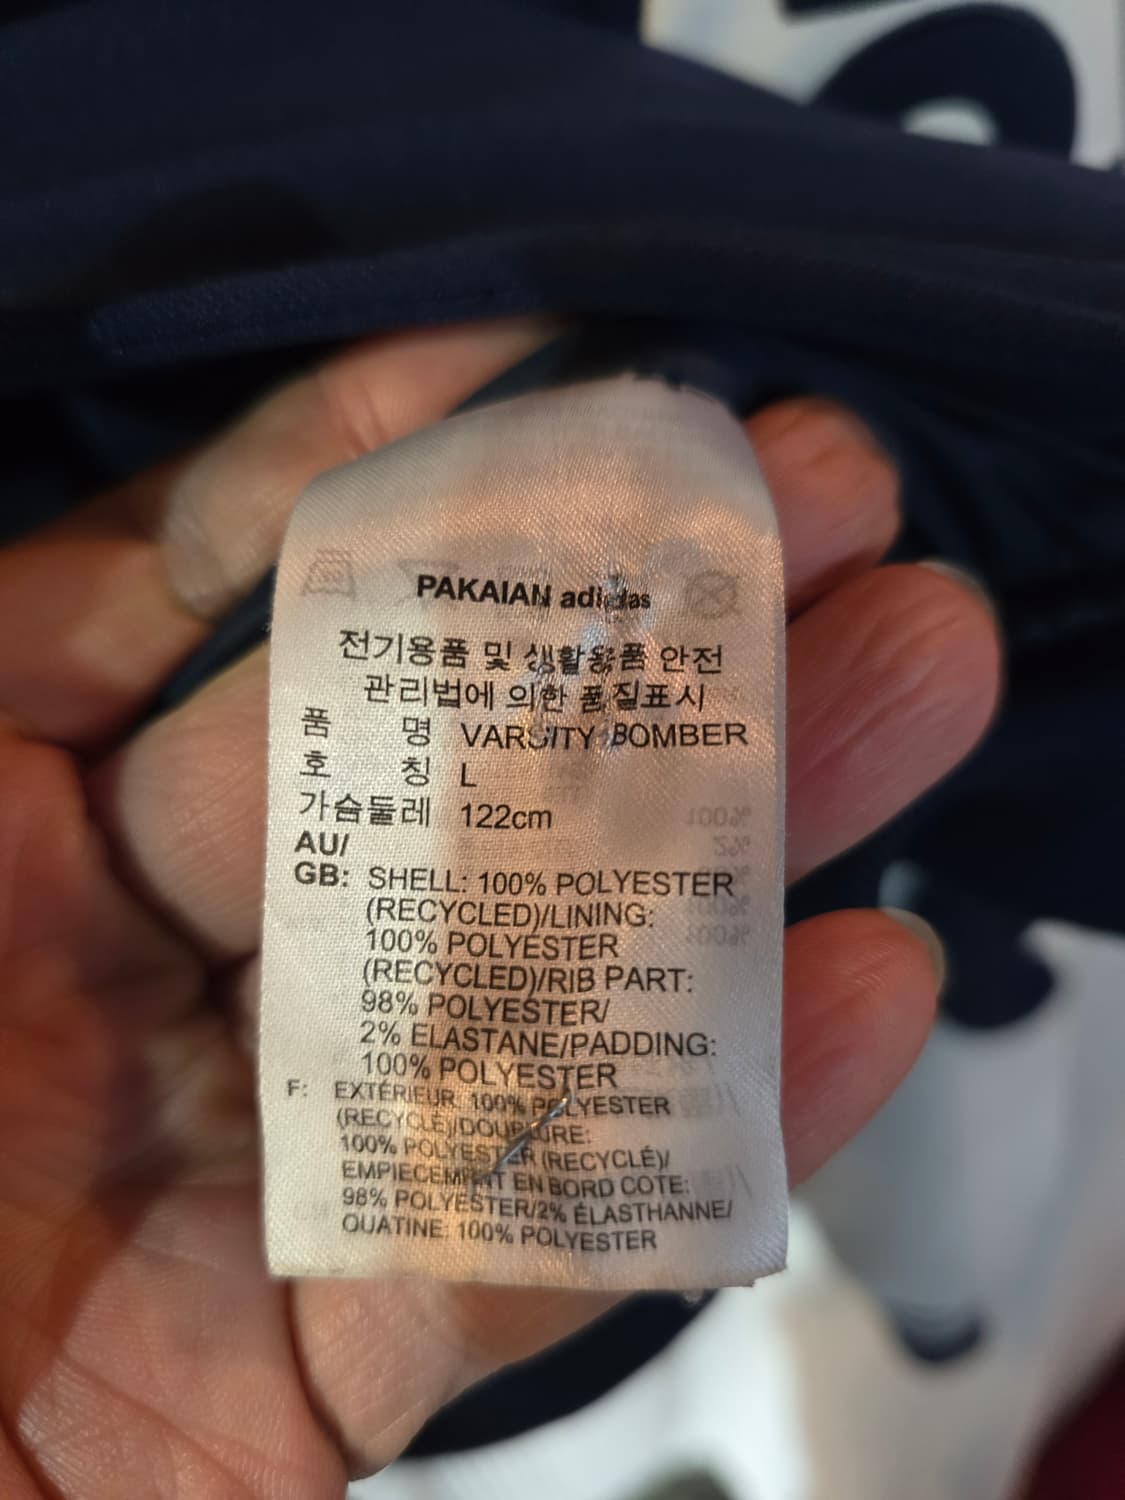 PAKAIAN adidas
전기용품 및 생활용품 안전
관리법에 의한 품질표시
품 명 VARSITY BOMBER
호 칭 L
가슴둘레 122cm
AU/
GB: SHELL: 100% POLYESTER
(RECYCLED)/LINING:
100% POLYESTER
(RECYCLED)/RIB PART:
98% POLYESTER/
2% ELASTANE/PADDING:
100% POLYESTER
F: EXTÉRIEUR: 100% POLYESTER
(RECYCLÉ)/DOUBLURE:
100% POLYESTER (RECYCLÉ)/
EMPIECEMENT EN BORD COTE:
98% POLYESTER/2% ÉLASTHANNE/
OUATINE: 100% POLYESTER